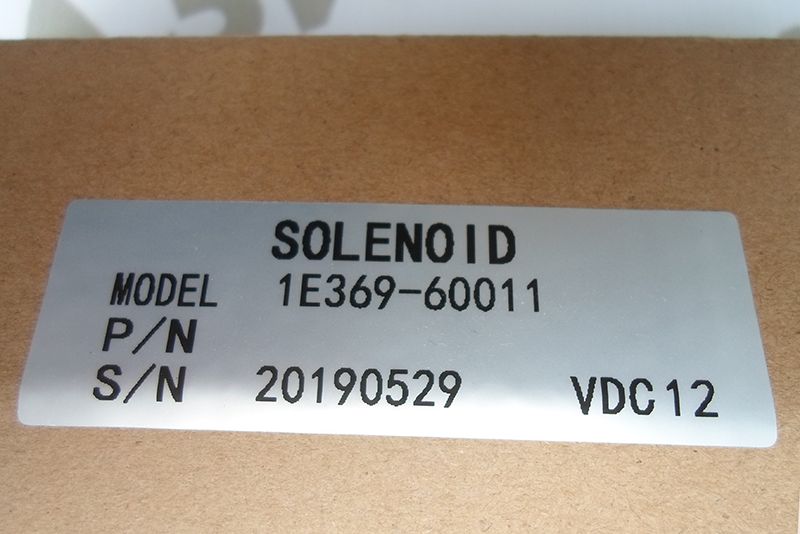 SOLENOID
MODEL 1E369-60011
P/N
S/N 20190529 VDC12